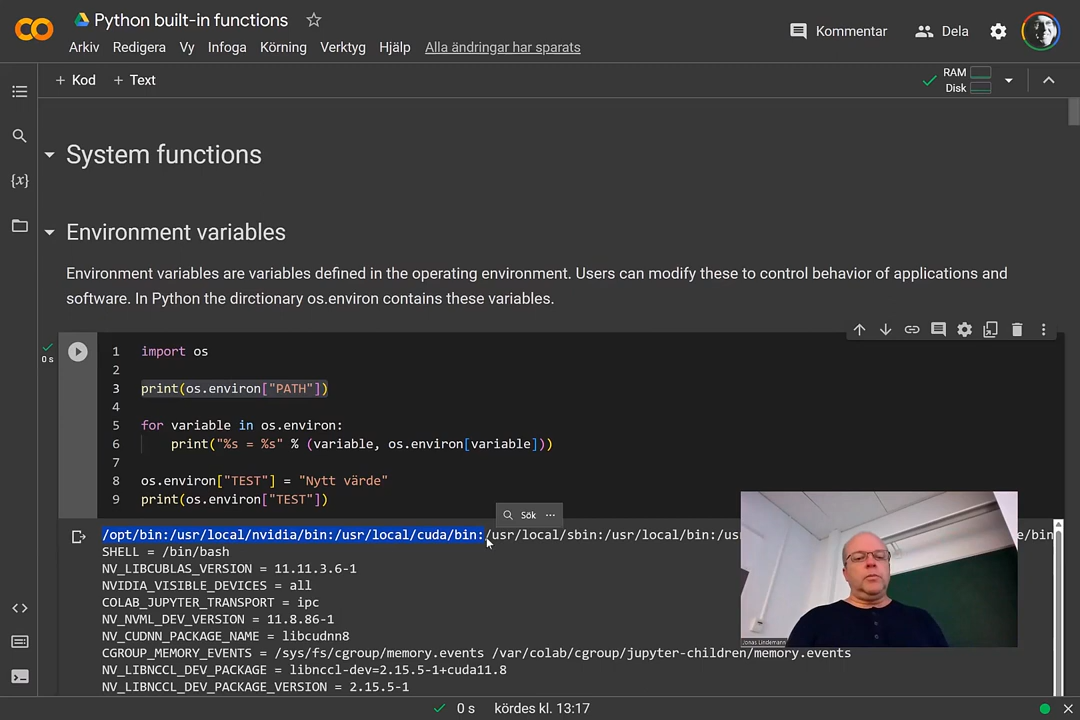 Python built-in functions
Arkiv Redigera Vy Infoga Körning Verktyg Hjälp Alla ändringar har sparats
Kommentar Dela
+ Kod + Text
RAM
Disk
System functions
Environment variables
Environment variables are variables defined in the operating environment. Users can modify these to control behavior of applications and
software. In Python the dirctionary os.environ contains these variables.
0 s
1 import os
2
3 print(os.environ["PATH"])
4
5 for variable in os.environ:
6 print("%s = %s" % (variable, os.environ[variable]))
7
8 os.environ["TEST"] = "Nytt värde"
9 print(os.environ["TEST"])
Sök
/opt/bin:/usr/local/nvidia/bin:/usr/local/cuda/bin:/usr/local/sbin:/usr/local/bin:/us e/bin
SHELL = /bin/bash
NV_LIBCUBLAS_VERSION = 11.11.3.6-1
NVIDIA_VISIBLE_DEVICES = all
COLAB_JUPYTER_TRANSPORT = ipc
NV_NVML_DEV_VERSION = 11.8.86-1
NV_CUDNN_PACKAGE_NAME = libcudnn8
CGROUP_MEMORY_EVENTS = /sys/fs/cgroup/memory.events /var/colab/cgroup/jupyter-children/memory.events
NV_LIBNCCL_DEV_PACKAGE = libnccl-dev=2.15.5-1+cuda11.8
NV_LIBNCCL_DEV_PACKAGE_VERSION = 2.15.5-1
Jonas Lindemann
0 s kördes kl. 13:17